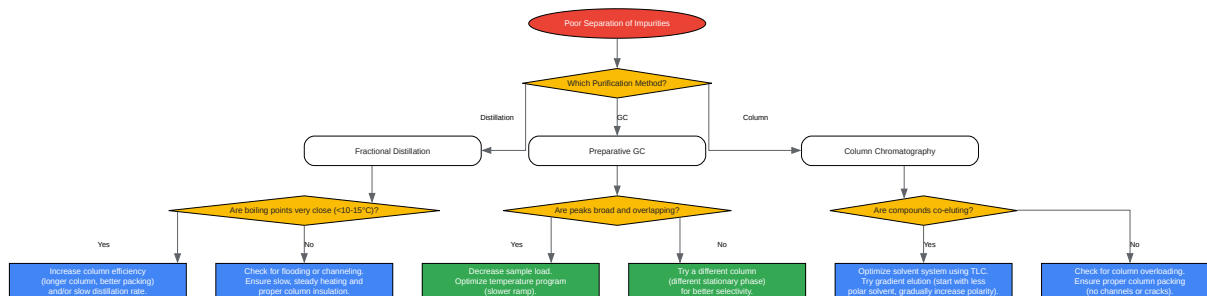 Poor Separation of Impurities
Which Purification Method?
Distillation
GC
Column
Fractional Distillation
Preparative GC
Column Chromatography
Are boiling points very close (<10-15°C)?
Are peaks broad and overlapping?
Are compounds co-eluting?
Yes
No
Yes
No
Yes
No
Increase column efficiency
(longer column, better packing)
and/or slow distillation rate.
Check for flooding or channeling.
Ensure slow, steady heating and
proper column insulation.
Decrease sample load.
Optimize temperature program
(slower ramp).
Try a different column
(different stationary phase)
for better selectivity.
Optimize solvent system using TLC.
Try gradient elution (start with less
polar solvent, gradually increase polarity).
Check for column overloading.
Ensure proper column packing
(no channels or cracks).